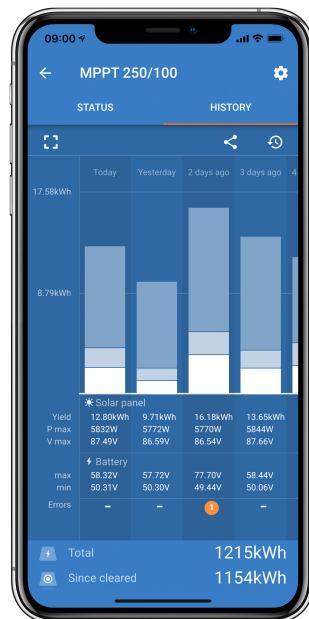 09:00
MPPT 250/100
STATUS HISTORY
Today Yesterday 2 days ago 3 days ago 4
17.58kWh
8.79kWh
Solar panel
Yield 12.80kWh 9.71kWh 16.18kWh 13.65kWh
P max 5832W 5772W 5770W 5844W
V max 87.49V 86.59V 86.54V 87.66V
Battery
max 58.32V 57.72V 77.70V 58.44V
min 50.31V 50.30V 49.44V 50.06V
Errors - - 1 -
Total 1215kWh
Since cleared 1154kWh